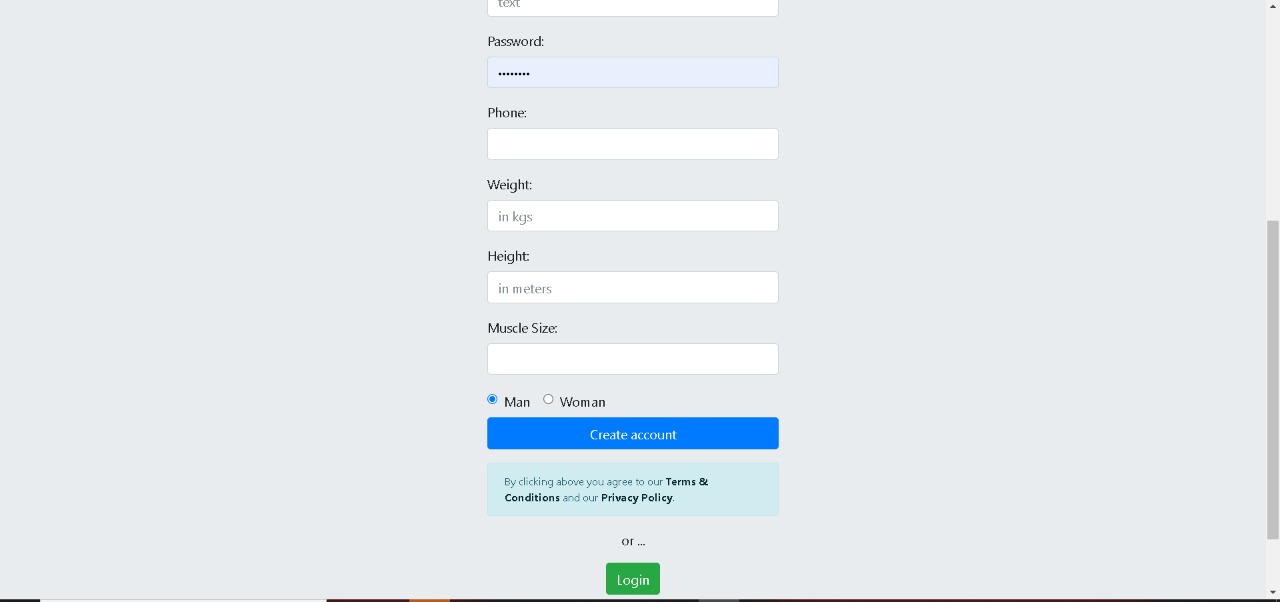 text
Password:
••••••••
Phone:
Weight:
in kgs
Height:
in meters
Muscle Size:
Man Woman
Create account
By clicking above you agree to our Terms &
Conditions and our Privacy Policy.
or ...
Login